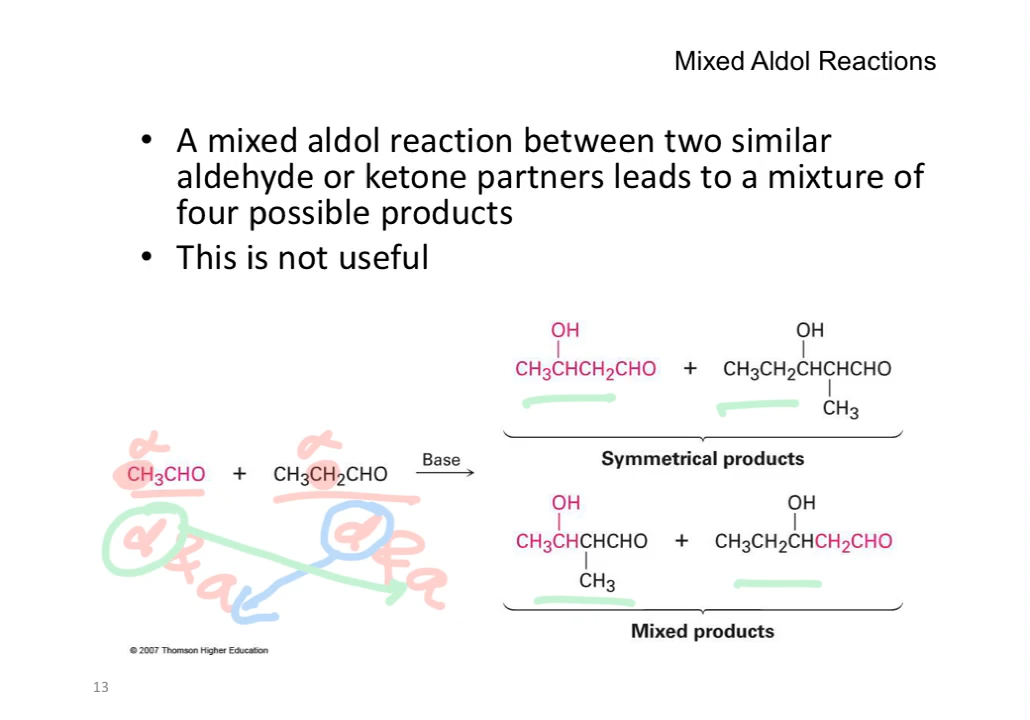 Mixed Aldol Reactions
• A mixed aldol reaction between two similar
aldehyde or ketone partners leads to a mixture of
four possible products
• This is not useful
OH OH
CH₃CHCH₂CHO + CH₃CH₂CHCHCHO
CH₃
Symmetrical products
α α
CH₃CHO + CH₃CH₂CHO Base
OH OH
CH₃CHCHCHO + CH₃CH₂CHCH₂CHO
CH₃
Mixed products
d & a d & a
© 2007 Thomson Higher Education
13